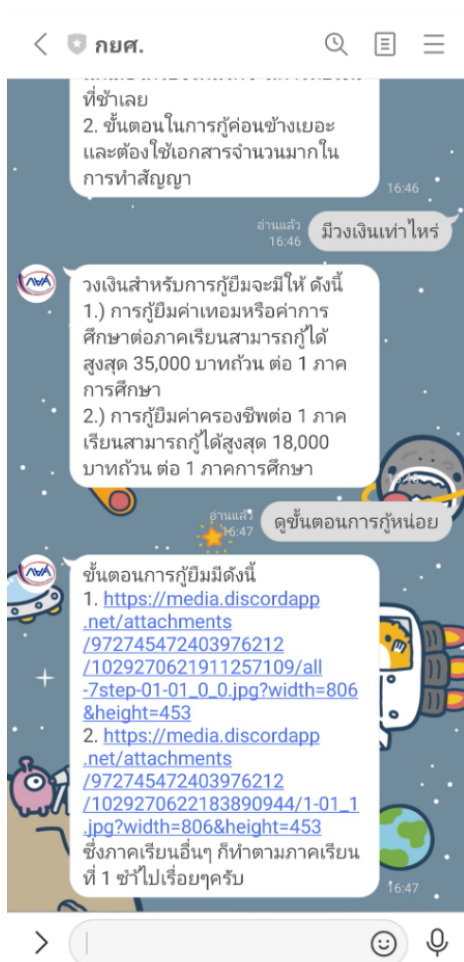 กยศ.
ที่ช้าเลย
2. ขั้นตอนในการกู้ค่อนข้างเยอะ
และต้องใช้เอกสารจำนวนมากใน
การทำสัญญา
16:46
อ่านแล้ว
16:46
มีวงเงินเท่าไหร่
วงเงินสำหรับการกู้ยืมจะมีให้ ดังนี้
1.) การกู้ยืมค่าเทอมหรือค่าการ
ศึกษาต่อภาคเรียนสามารถกู้ได้
สูงสุด 35,000 บาทถ้วน ต่อ 1 ภาค
การศึกษา
2.) การกู้ยืมค่าครองชีพต่อ 1 ภาค
เรียนสามารถกู้ได้สูงสุด 18,000
บาทถ้วน ต่อ 1 ภาคการศึกษา
อ่านแล้ว
16:47
ดูขั้นตอนการกู้หน่อย
ขั้นตอนการกู้ยืมมีดังนี้
1. https://media.discordapp
.net/attachments
/972745472403976212
/1029270621911257109/all
-7step-01-01_0_0.jpg?width=806
&height=453
2. https://media.discordapp
.net/attachments
/972745472403976212
/1029270622183890944/1-01_1
.jpg?width=806&height=453
ซึ่งภาคเรียนอื่นๆ ก็ทำตามภาคเรียน
ที่ 1 ซ้ำไปเรื่อยๆครับ
16:47